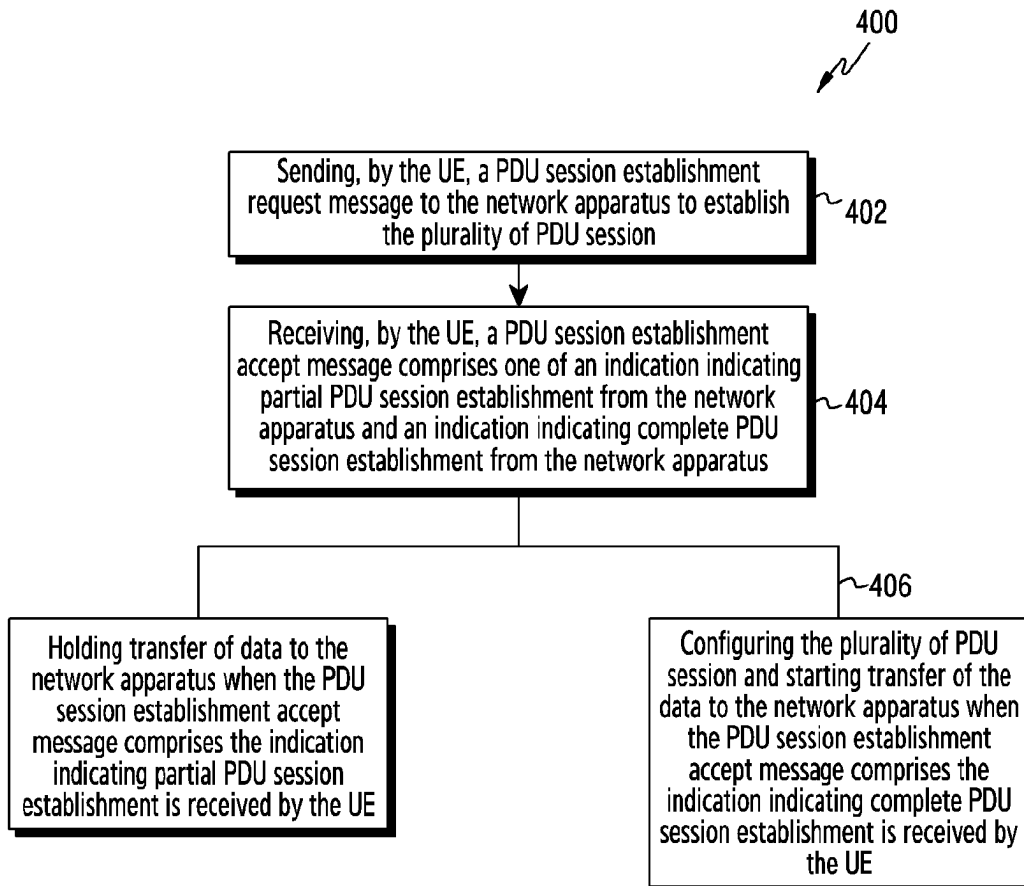 400
Sending, by the UE, a PDU session establishment
request message to the network apparatus to establish
the plurality of PDU session
402
Receiving, by the UE, a PDU session establishment
accept message comprises one of an indication indicating
partial PDU session establishment from the network
apparatus and an indication indicating complete PDU
session establishment from the network apparatus
404
406
Holding transfer of data to the
network apparatus when the PDU
session establishment accept
message comprises the indication
indicating partial PDU session
establishment is received by the UE
Configuring the plurality of PDU
session and starting transfer of the
data to the network apparatus when
the PDU session establishment
accept message comprises the
indication indicating complete PDU
session establishment is received by
the UE